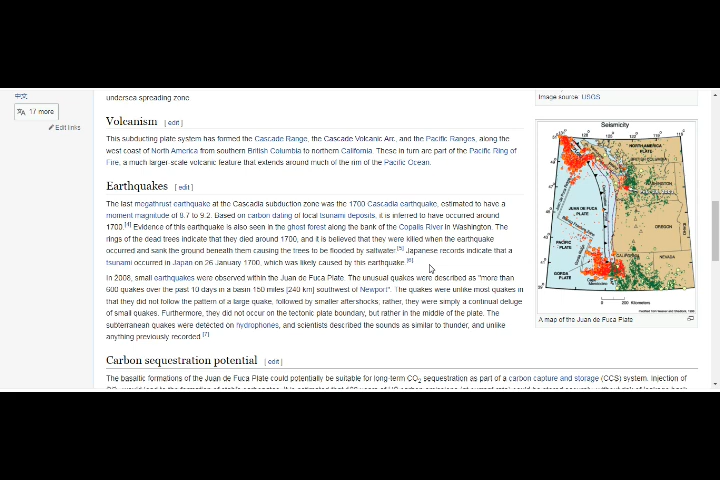 中文
17 more
Edit links
undersea spreading zone
Volcanism [ edit ]
This subducting plate system has formed the Cascade Range, the Cascade Volcanic Arc, and the Pacific Ranges, along the
west coast of North America from southern British Columbia to northern California. These in turn are part of the Pacific Ring of
Fire, a much larger-scale volcanic feature that extends around much of the rim of the Pacific Ocean.
Earthquakes [ edit ]
The last megathrust earthquake at the Cascadia subduction zone was the 1700 Cascadia earthquake, estimated to have a
moment magnitude of 8.7 to 9.2. Based on carbon dating of local tsunami deposits, it is inferred to have occurred around
1700.[4] Evidence of this earthquake is also seen in the ghost forest along the bank of the Copalis River in Washington. The
rings of the dead trees indicate that they died around 1700, and it is believed that they were killed when the earthquake
occurred and sank the ground beneath them causing the trees to be flooded by saltwater.[5] Japanese records indicate that a
tsunami occurred in Japan on 26 January 1700, which was likely caused by this earthquake.[6]
In 2008, small earthquakes were observed within the Juan de Fuca Plate. The unusual quakes were described as "more than
600 quakes over the past 10 days in a basin 150 miles [240 km] southwest of Newport". The quakes were unlike most quakes in
that they did not follow the pattern of a large quake, followed by smaller aftershocks; rather, they were simply a continual deluge
of small quakes. Furthermore, they did not occur on the tectonic plate boundary, but rather in the middle of the plate. The
subterranean quakes were detected on hydrophones, and scientists described the sounds as similar to thunder, and unlike
anything previously recorded.[7]
Carbon sequestration potential [ edit ]
The basaltic formations of the Juan de Fuca Plate could potentially be suitable for long-term CO2 sequestration as part of a carbon capture and storage (CCS) system. Injection of
Image source: USGS
Seismicity
NORTH AMERICA
PLATE
BRITISH COLUMBIA
WASHINGTON
JUAN DE FUCA
PLATE
OREGON
PACIFIC
PLATE
CALIFORNIA
NEVADA
GORDA
PLATE
0 200 Kilometers
A map of the Juan de Fuca Plate